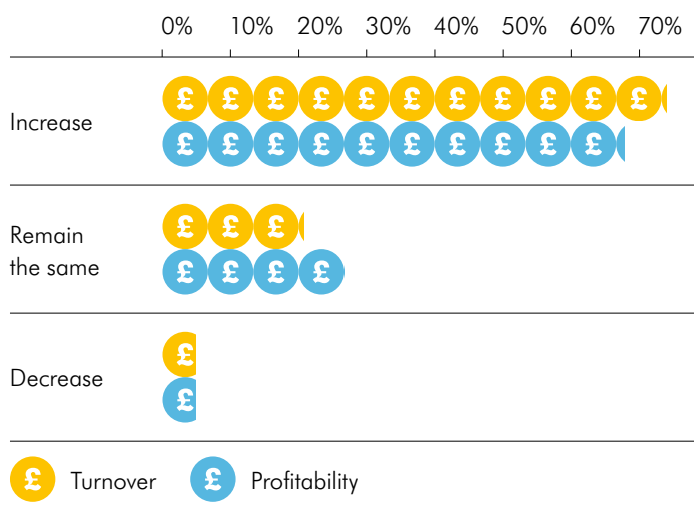 0% 10% 20% 30% 40% 50% 60% 70%
Increase
£ £ £ £ £ £ £ £ £ £ £
£ £ £ £ £ £ £ £ £ £
Remain
the same
£ £ £
£ £ £ £
Decrease
£
£
£ Turnover £ Profitability